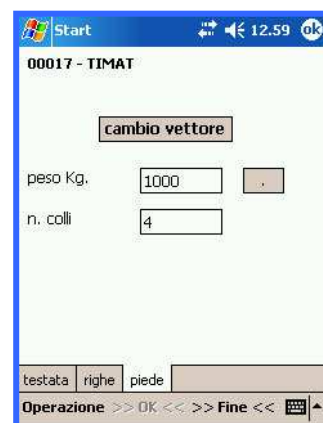 Start 12.59 ok
00017 - TIMAT
cambio vettore
peso Kg. 1000 .
n. colli 4
testata righe piede
Operazione >> OK << >> Fine <<